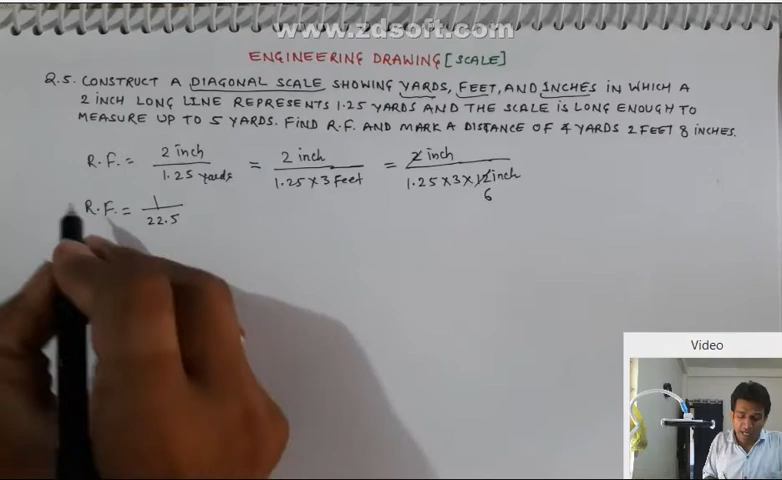 www.zdsoft.com
ENGINEERING DRAWING [SCALE]
Q.5. CONSTRUCT A DIAGONAL SCALE SHOWING YARDS, FEET, AND INCHES IN WHICH A
2 INCH LONG LINE REPRESENTS 1.25 YARDS AND THE SCALE IS LONG ENOUGH TO
MEASURE UP TO 5 YARDS. FIND R.F. AND MARK A DISTANCE OF 4 YARDS 2 FEET 8 INCHES.
R.F. = 2 inch / 1.25 yards = 2 inch / 1.25 × 3 Feet = 2 inch / 1.25 × 3 × 12 inch
6
R.F. = 1 / 22.5
Video